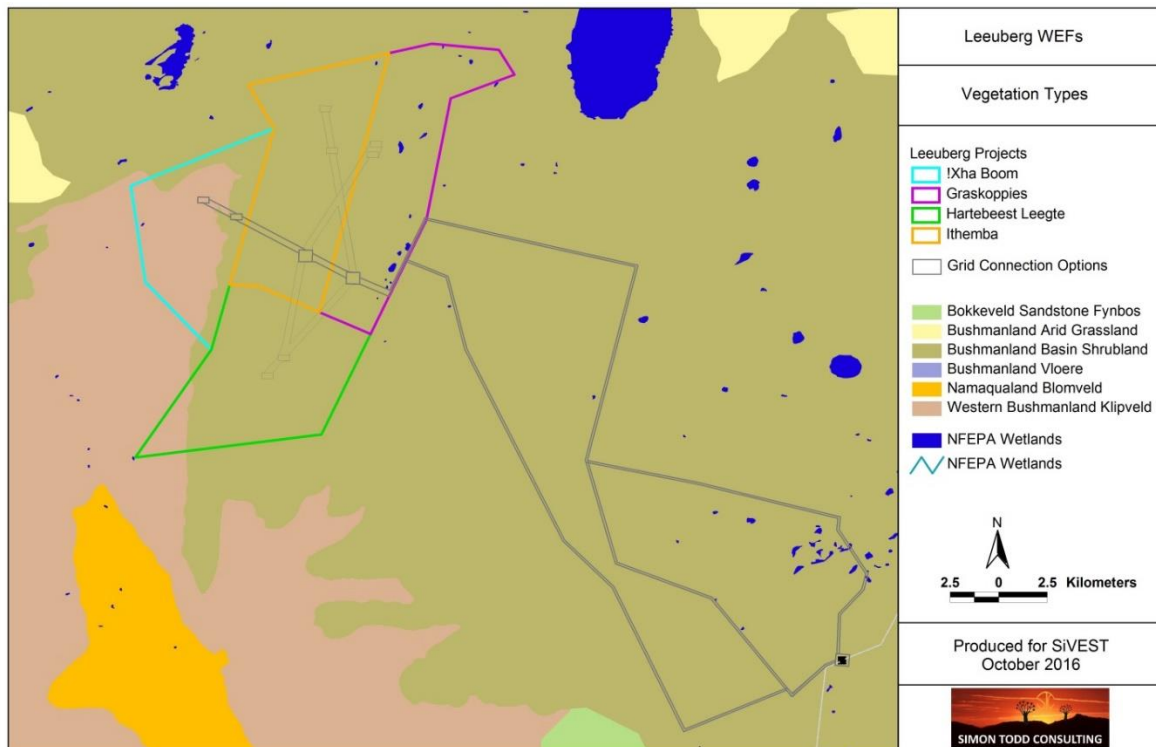 Leeuberg WEFs
Vegetation Types
Leeuberg Projects
!Xha Boom
Graskoppies
Hartebeest Leegte
Ithemba
Grid Connection Options
Bokkeveld Sandstone Fynbos
Bushmanland Arid Grassland
Bushmanland Basin Shrubland
Bushmanland Vloere
Namaqualand Blomveld
Western Bushmanland Klipveld
NFEPA Wetlands
NFEPA Wetlands
N
2.5 0 2.5 Kilometers
Produced for SiVEST
October 2016
SIMON TODD CONSULTING